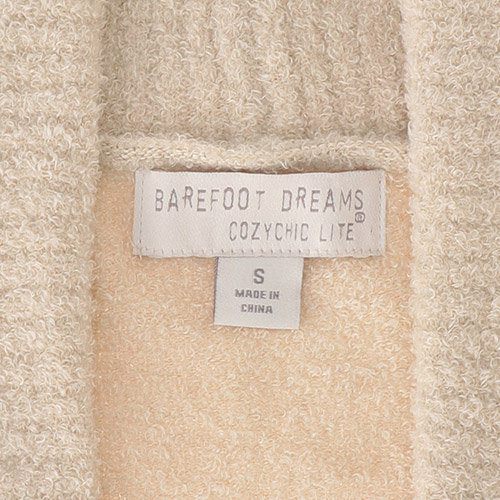 BAREFOOT DREAMS
COZYCHIC LITE®
S
MADE IN
CHINA